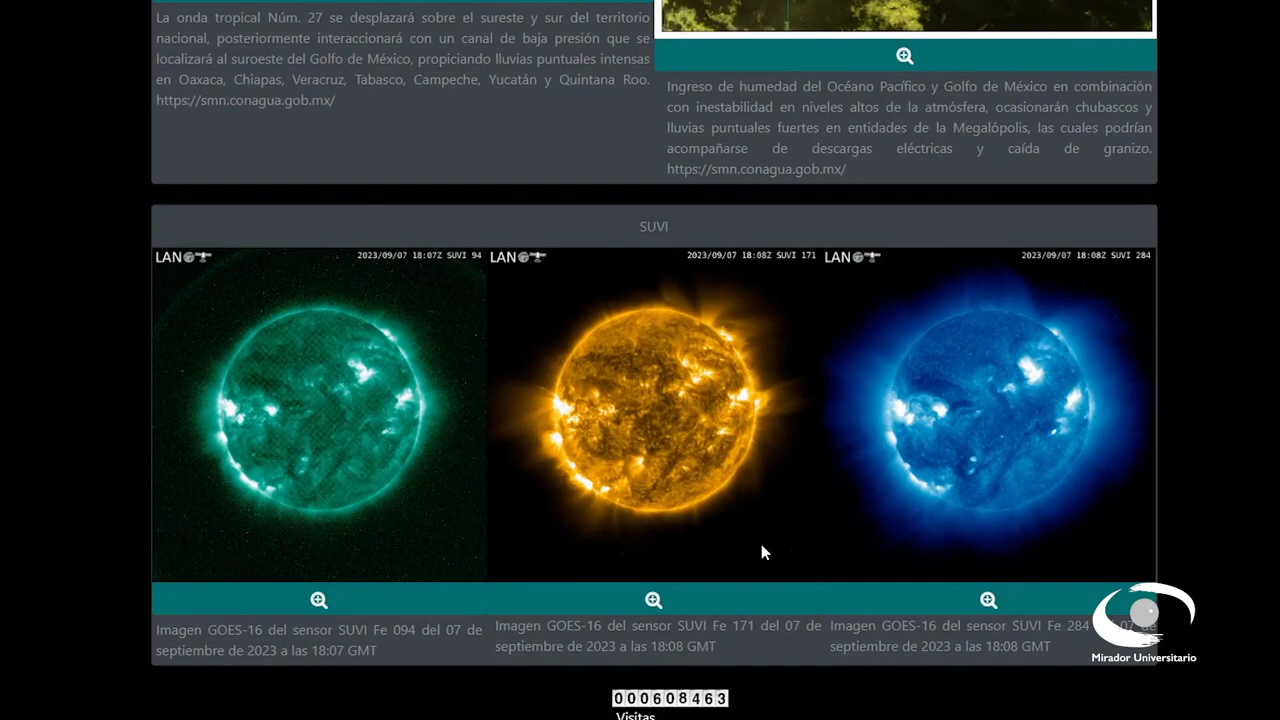 La onda tropical Núm. 27 se desplazará sobre el sureste y sur del territorio
nacional, posteriormente interaccionará con un canal de baja presión que se
localizará al suroeste del Golfo de México, propiciando lluvias puntuales intensas
en Oaxaca, Chiapas, Veracruz, Tabasco, Campeche, Yucatán y Quintana Roo.
https://smn.conagua.gob.mx/
Ingreso de humedad del Océano Pacífico y Golfo de México en combinación
con inestabilidad en niveles altos de la atmósfera, ocasionarán chubascos y
lluvias puntuales fuertes en entidades de la Megalópolis, las cuales podrían
acompañarse de descargas eléctricas y caída de granizo.
https://smn.conagua.gob.mx/
SUVI
LAN
2023/09/07 18:07Z SUVI 94
LAN
2023/09/07 18:08Z SUVI 171
LAN
2023/09/07 18:08Z SUVI 284
Imagen GOES-16 del sensor SUVI Fe 094 del 07 de
septiembre de 2023 a las 18:07 GMT
Imagen GOES-16 del sensor SUVI Fe 171 del 07 de
septiembre de 2023 a las 18:08 GMT
Imagen GOES-16 del sensor SUVI Fe 284 07 de
septiembre de 2023 a las 18:08 GMT
Mirador Universitario
000608463
Visitas